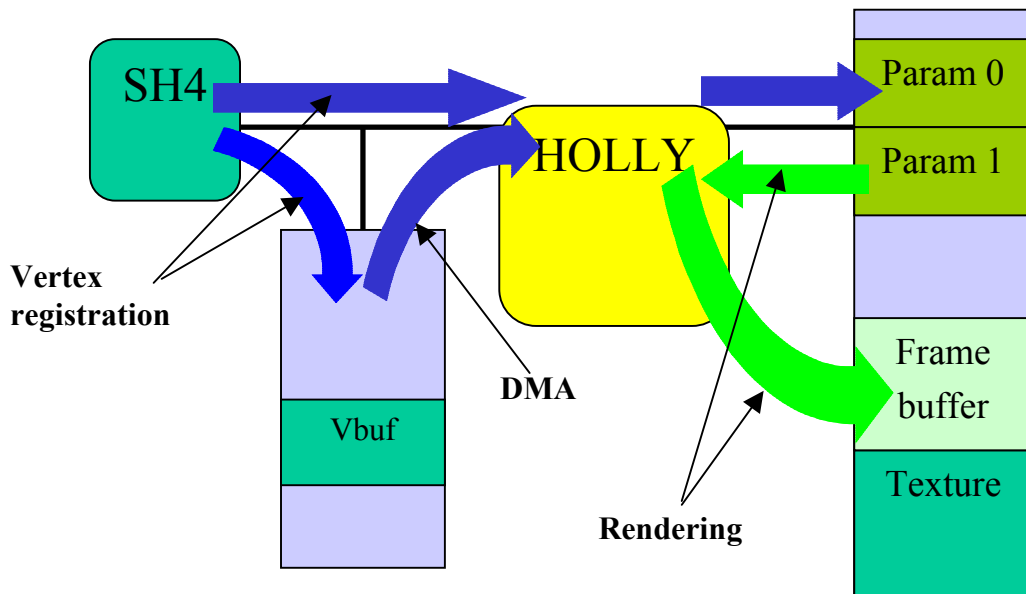 SH4
HOLLY
Param 0
Param 1
Vertex
registration
DMA
Vbuf
Frame
buffer
Texture
Rendering